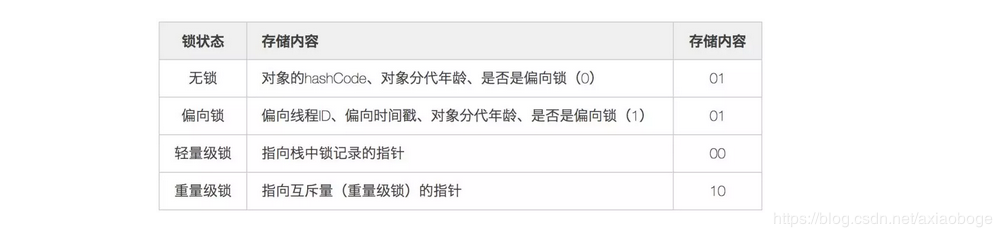 锁状态 存储内容 存储内容
无锁 对象的hashCode、对象分代年龄、是否是偏向锁（0） 01
偏向锁 偏向线程ID、偏向时间戳、对象分代年龄、是否是偏向锁（1） 01
轻量级锁 指向栈中锁记录的指针 00
重量级锁 指向互斥量（重量级锁）的指针 10
https://blog.csdn.net/axiaoboge